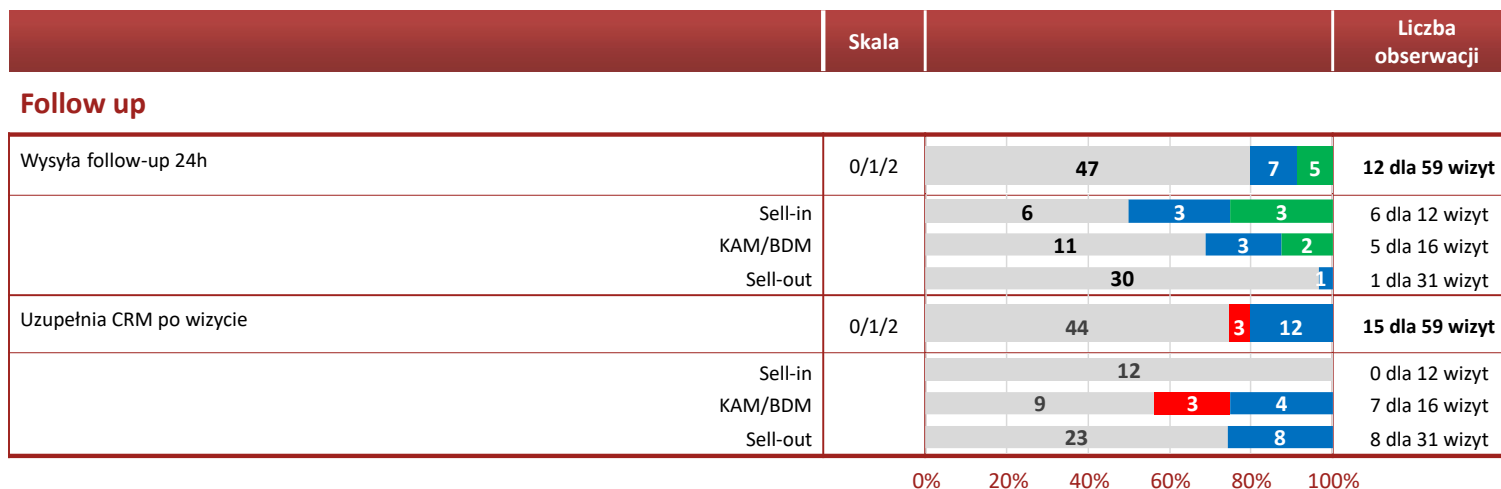 Skala Liczba obserwacji
Follow up
Wysyła follow-up 24h 0/1/2 47 7 5 12 dla 59 wizyt
Sell-in 6 3 3 6 dla 12 wizyt
KAM/BDM 11 3 2 5 dla 16 wizyt
Sell-out 30 1 1 dla 31 wizyt
Uzupełnia CRM po wizycie 0/1/2 44 3 12 15 dla 59 wizyt
Sell-in 12 0 dla 12 wizyt
KAM/BDM 9 3 4 7 dla 16 wizyt
Sell-out 23 8 8 dla 31 wizyt
0% 20% 40% 60% 80% 100%